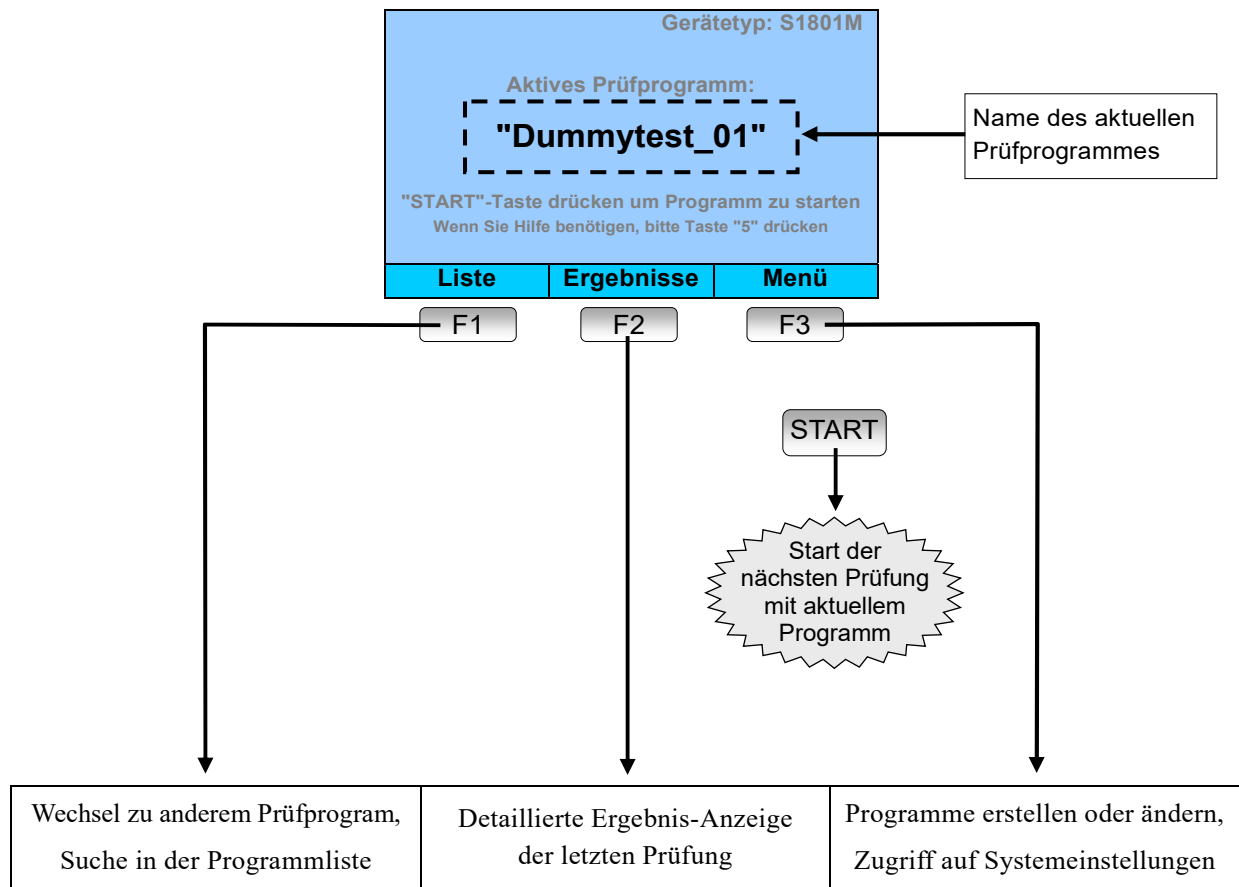 Gerätetyp: S1801M
Aktives Prüfprogramm:
"Dummytest_01"
Name des aktuellen
Prüfprogrammes
"START"-Taste drücken um Programm zu starten
Wenn Sie Hilfe benötigen, bitte Taste "5" drücken
Liste
Ergebnisse
Menü
F1
F2
F3
START
Start der
nächsten Prüfung
mit aktuellem
Programm
Wechsel zu anderem Prüfprogram,
Suche in der Programmliste
Detaillierte Ergebnis-Anzeige
der letzten Prüfung
Programme erstellen oder ändern,
Zugriff auf Systemeinstellungen